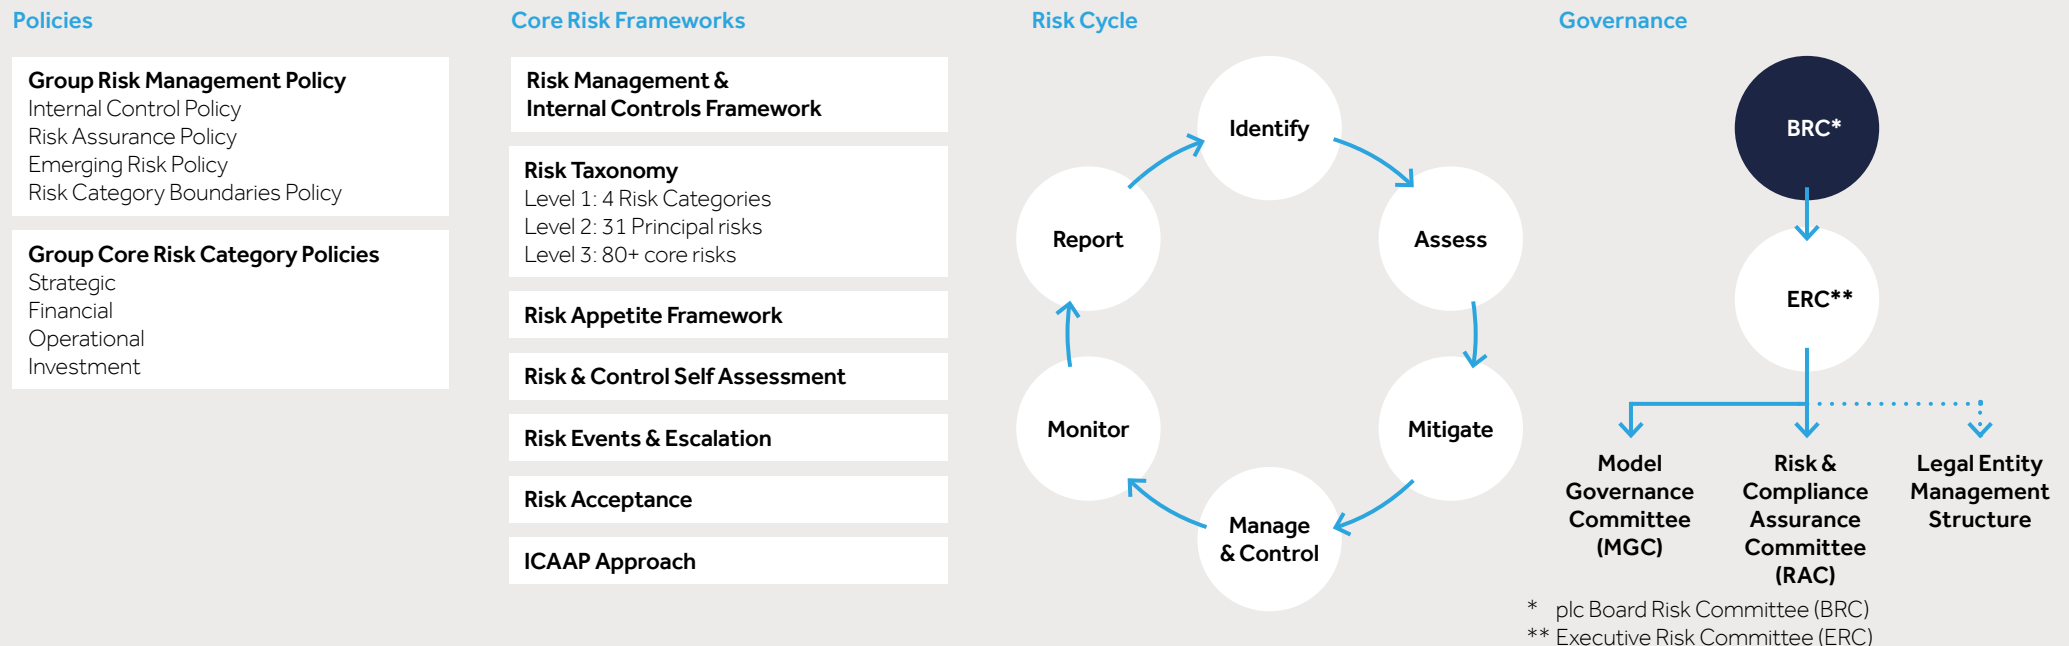 Policies
Group Risk Management Policy
Internal Control Policy
Risk Assurance Policy
Emerging Risk Policy
Risk Category Boundaries Policy
Group Core Risk Category Policies
Strategic
Financial
Operational
Investment
Core Risk Frameworks
Risk Management &
Internal Controls Framework
Risk Taxonomy
Level 1: 4 Risk Categories
Level 2: 31 Principal risks
Level 3: 80+ core risks
Risk Appetite Framework
Risk & Control Self Assessment
Risk Events & Escalation
Risk Acceptance
ICAAP Approach
Risk Cycle
Identify
Assess
Mitigate
Manage
& Control
Monitor
Report
Governance
BRC*
ERC**
Model
Governance
Committee
(MGC)
Risk &
Compliance
Assurance
Committee
(RAC)
Legal Entity
Management
Structure
* plc Board Risk Committee (BRC)
** Executive Risk Committee (ERC)